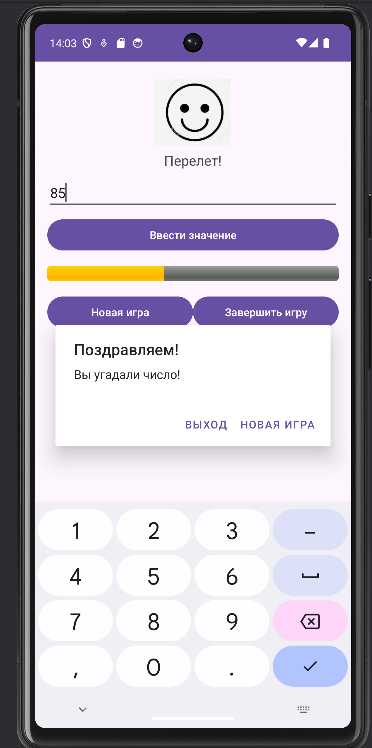 14:03
Перелет!
85
Ввести значение
Новая игра
Завершить игру
Поздравляем!
Вы угадали число!
ВЫХОД НОВАЯ ИГРА
1 2 3 –
4 5 6
7 8 9
, 0 .